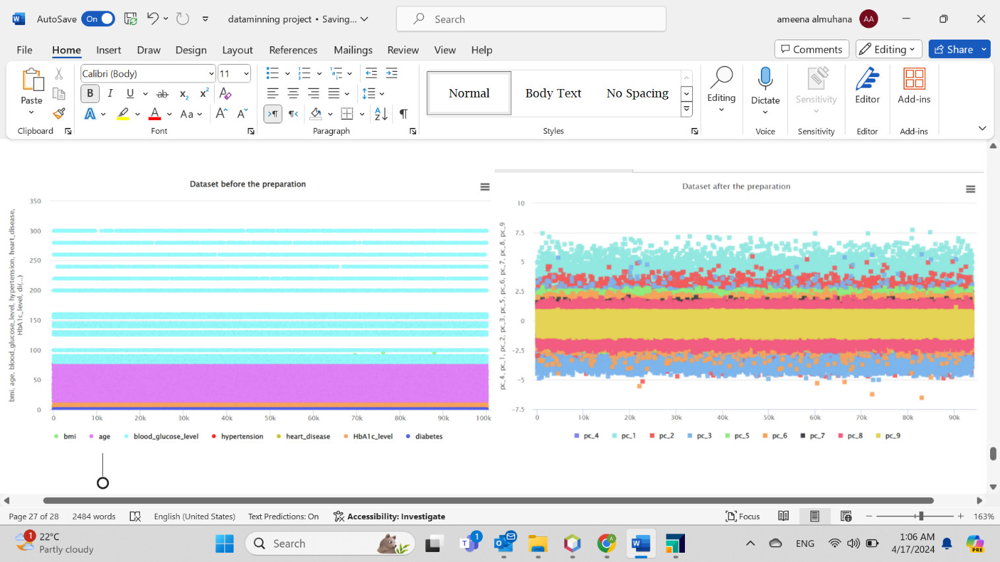 AutoSave On dataminning project • Saving... Search ameena almuhana AA
File Home Insert Draw Design Layout References Mailings Review View Help Comments Editing Share
Paste Calibri (Body) 11 Normal Body Text No Spacing Editing Dictate Sensitivity Editor Add-ins
B I U ab x2 x2 A
A A Aa A A
Clipboard Font Paragraph Styles Voice Sensitivity Editor Add-ins
Dataset before the preparation
350
300
250
200
150
100
50
0
bmi, age, blood_glucose_level, hypertension, heart_disease,
HbA1c_level, di(...)
0 10k 20k 30k 40k 50k 60k 70k 80k 90k 100k
bmi age blood_glucose_level hypertension heart_disease HbA1c_level diabetes
Dataset after the preparation
10
7.5
5
2.5
0
-2.5
-5
-7.5
pc_4, pc_1, pc_2, pc_3, pc_5, pc_6, pc_7, pc_8, pc_9
0 10k 20k 30k 40k 50k 60k 70k 80k 90k
pc_4 pc_1 pc_2 pc_3 pc_5 pc_6 pc_7 pc_8 pc_9
Page 27 of 28 2484 words English (United States) Text Predictions: On Accessibility: Investigate Focus 163%
1 22°C
Partly cloudy
Search
T 1
A
W
ENG
1:06 AM
4/17/2024
PRE